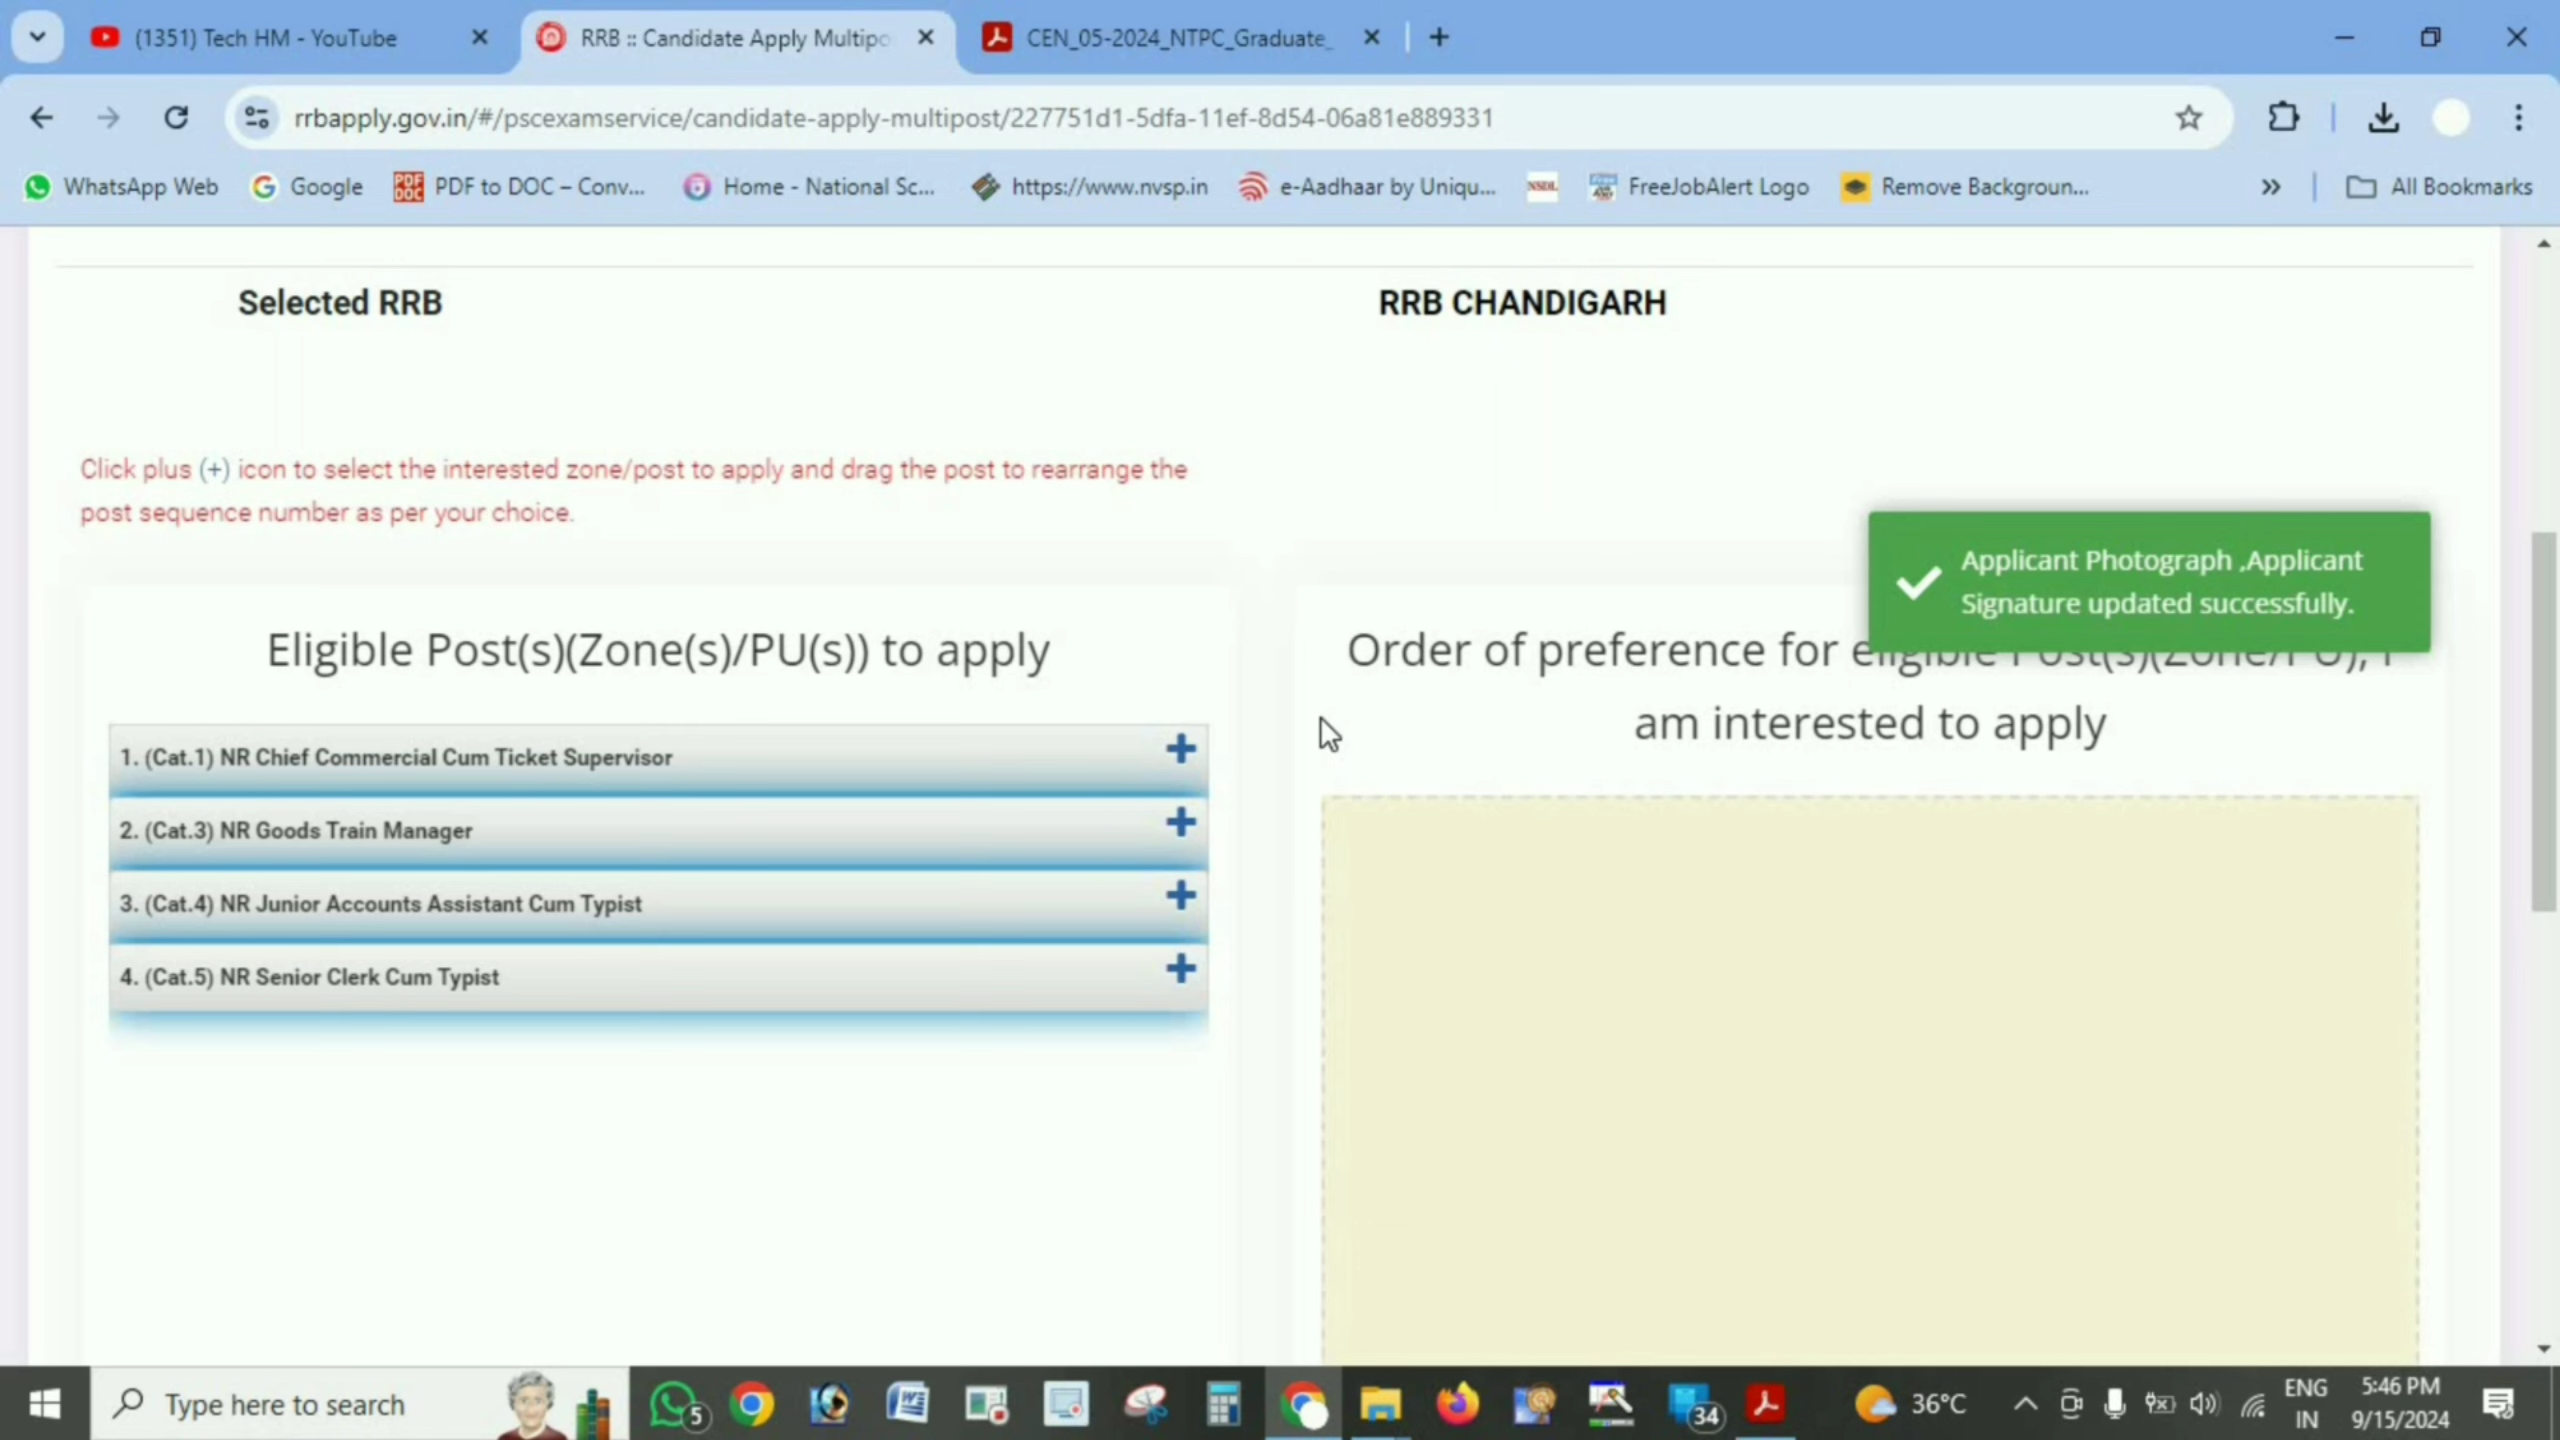 (1351) Tech HM - YouTube
RRB :: Candidate Apply Multipo
CEN_05-2024_NTPC_Graduate_
rrbapply.gov.in/#/pscexamservice/candidate-apply-multipost/227751d1-5dfa-11ef-8d54-06a81e889331
WhatsApp Web
Google
PDF to DOC – Conv...
Home - National Sc...
https://www.nvsp.in
e-Aadhaar by Uniqu...
NSDL
FreeJobAlert Logo
Remove Backgroun...
All Bookmarks
Selected RRB
RRB CHANDIGARH
Click plus (+) icon to select the interested zone/post to apply and drag the post to rearrange the
post sequence number as per your choice.
Applicant Photograph ,Applicant
Signature updated successfully.
Eligible Post(s)(Zone(s)/PU(s)) to apply
1. (Cat.1) NR Chief Commercial Cum Ticket Supervisor
2. (Cat.3) NR Goods Train Manager
3. (Cat.4) NR Junior Accounts Assistant Cum Typist
4. (Cat.5) NR Senior Clerk Cum Typist
Order of preference for eligible Post(s)(Zone/PU), I
am interested to apply
Type here to search
5
34
36°C
ENG
IN
5:46 PM
9/15/2024